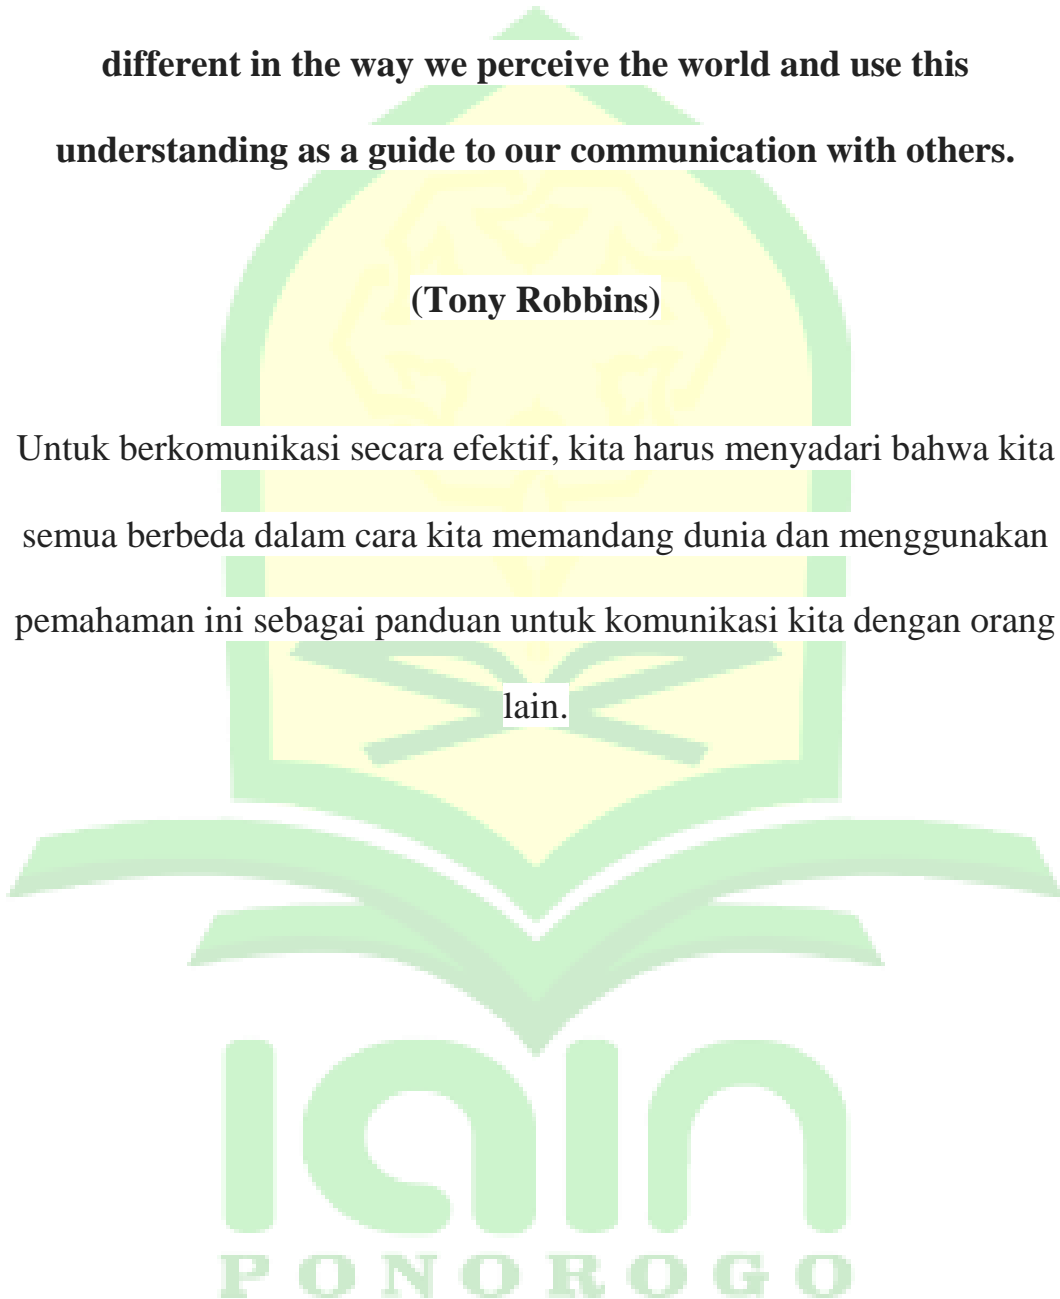 different in the way we perceive the world and use this
understanding as a guide to our communication with others.
(Tony Robbins)
Untuk berkomunikasi secara efektif, kita harus menyadari bahwa kita
semua berbeda dalam cara kita memandang dunia dan menggunakan
pemahaman ini sebagai panduan untuk komunikasi kita dengan orang
lain.
iain
PONOROGO